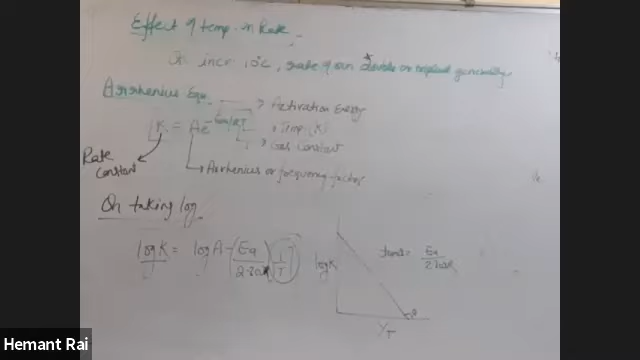 Effect of temp. on Rate
It incr 10°C, rate of rxn double or tripled generally
Arrhenius Eqn.
Activation Energy
K = Ae^-Ea/RT
Temp. (K)
Gas Constant
Rate Constant
Arrhenius or frequency factor
On taking log
log K = log A - (Ea/2.303R)(1/T)
log K
tanθ = Ea/2.303R
θ
1/T
Hemant Rai